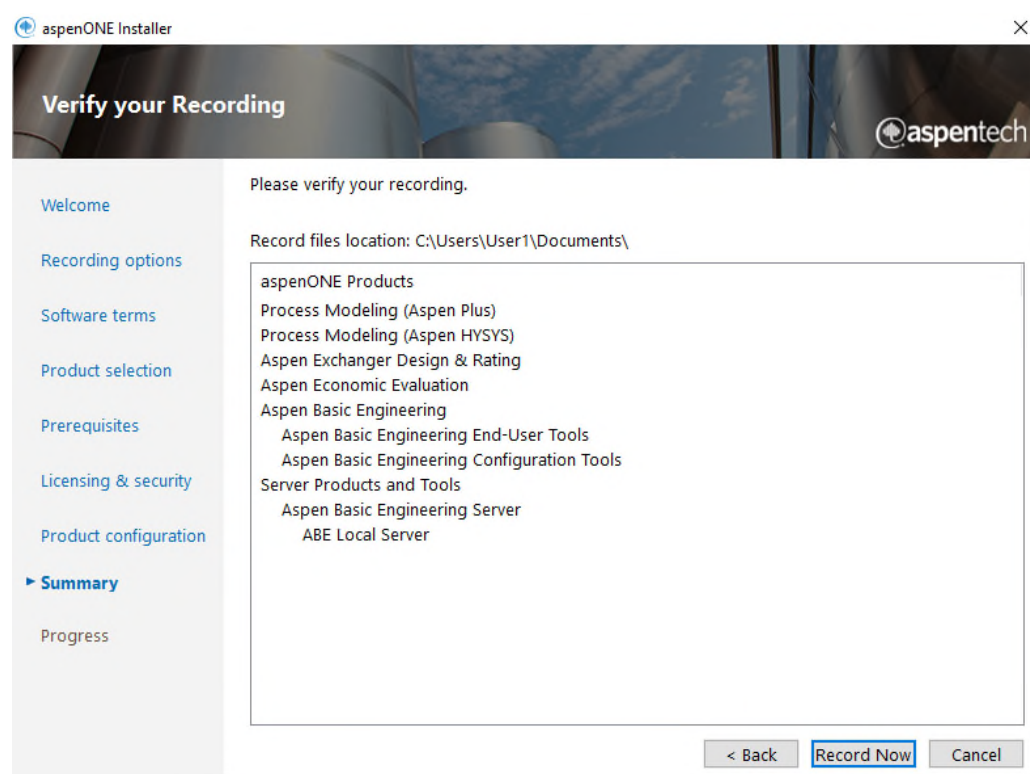 aspenONE Installer
Verify your Recording
aspentech
Welcome
Recording options
Software terms
Product selection
Prerequisites
Licensing & security
Product configuration
Summary
Progress
Please verify your recording.
Record files location: C:\Users\User1\Documents\
aspenONE Products
Process Modeling (Aspen Plus)
Process Modeling (Aspen HYSYS)
Aspen Exchanger Design & Rating
Aspen Economic Evaluation
Aspen Basic Engineering
Aspen Basic Engineering End-User Tools
Aspen Basic Engineering Configuration Tools
Server Products and Tools
Aspen Basic Engineering Server
ABE Local Server
< Back
Record Now
Cancel